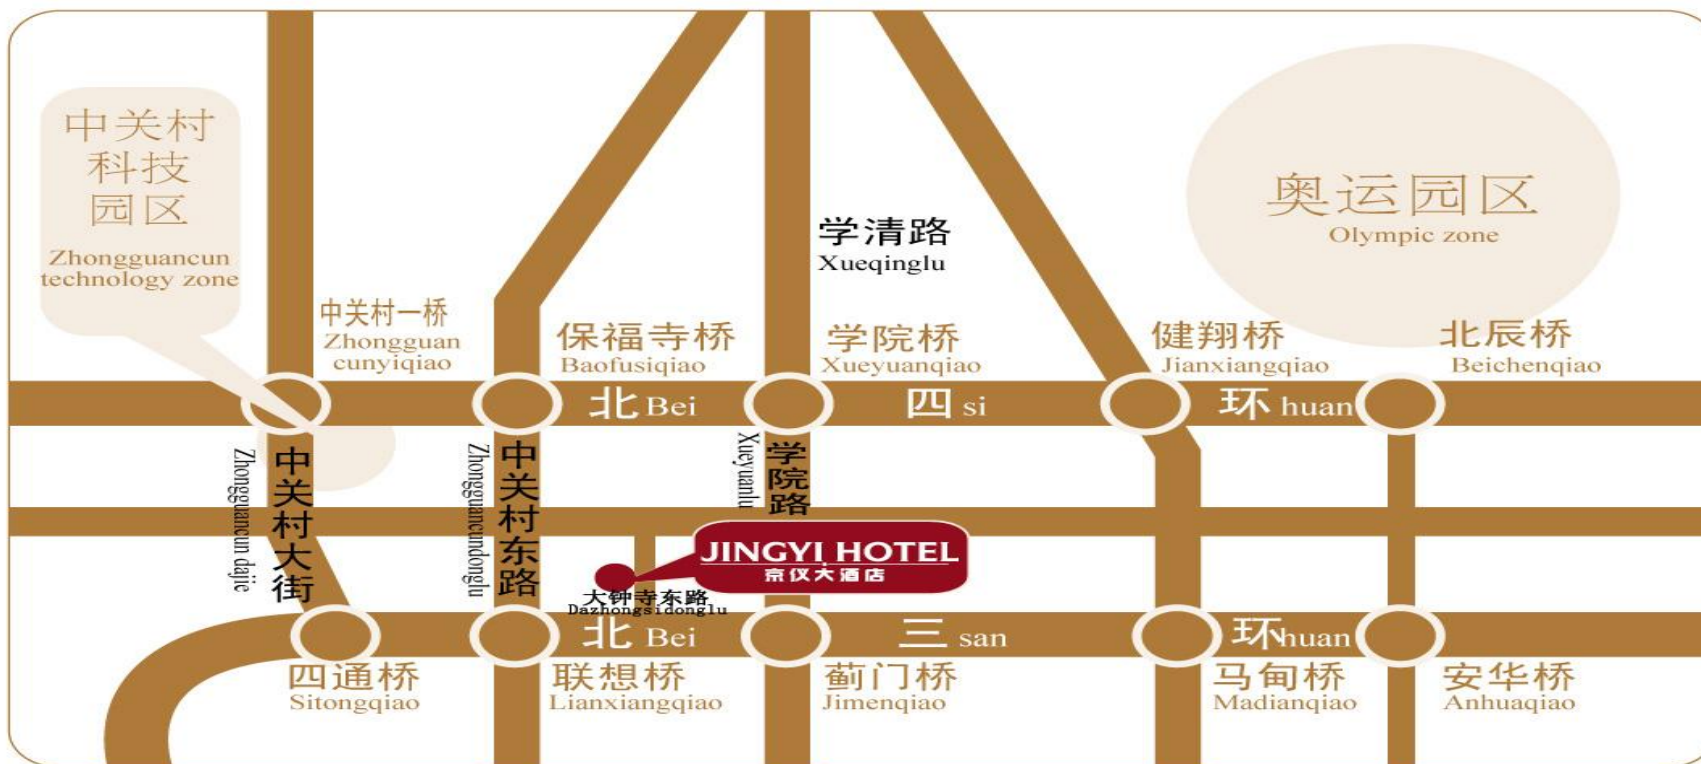 中关村
科技
园区
Zhongguancun
technology zone
奥运园区
Olympic zone
学清路
Xueqinglu
中关村一桥
Zhongguan
cunyiqiao
保福寺桥
Baofusiqiao
学院桥
Xueyuanqiao
健翔桥
Jianxiangqiao
北辰桥
Beichenqiao
北 Bei 四 si 环 huan
中关村大街
Zhongguancun dajie
中关村东路
Zhongguancundonglu
学院路
Xueyuanlu
JINGYI HOTEL
京仪大酒店
大钟寺东路
Dazhongsidonglu
北 Bei 三 san 环huan
四通桥
Sitongqiao
联想桥
Lianxiangqiao
蓟门桥
Jimenqiao
马甸桥
Madianqiao
安华桥
Anhuaqiao